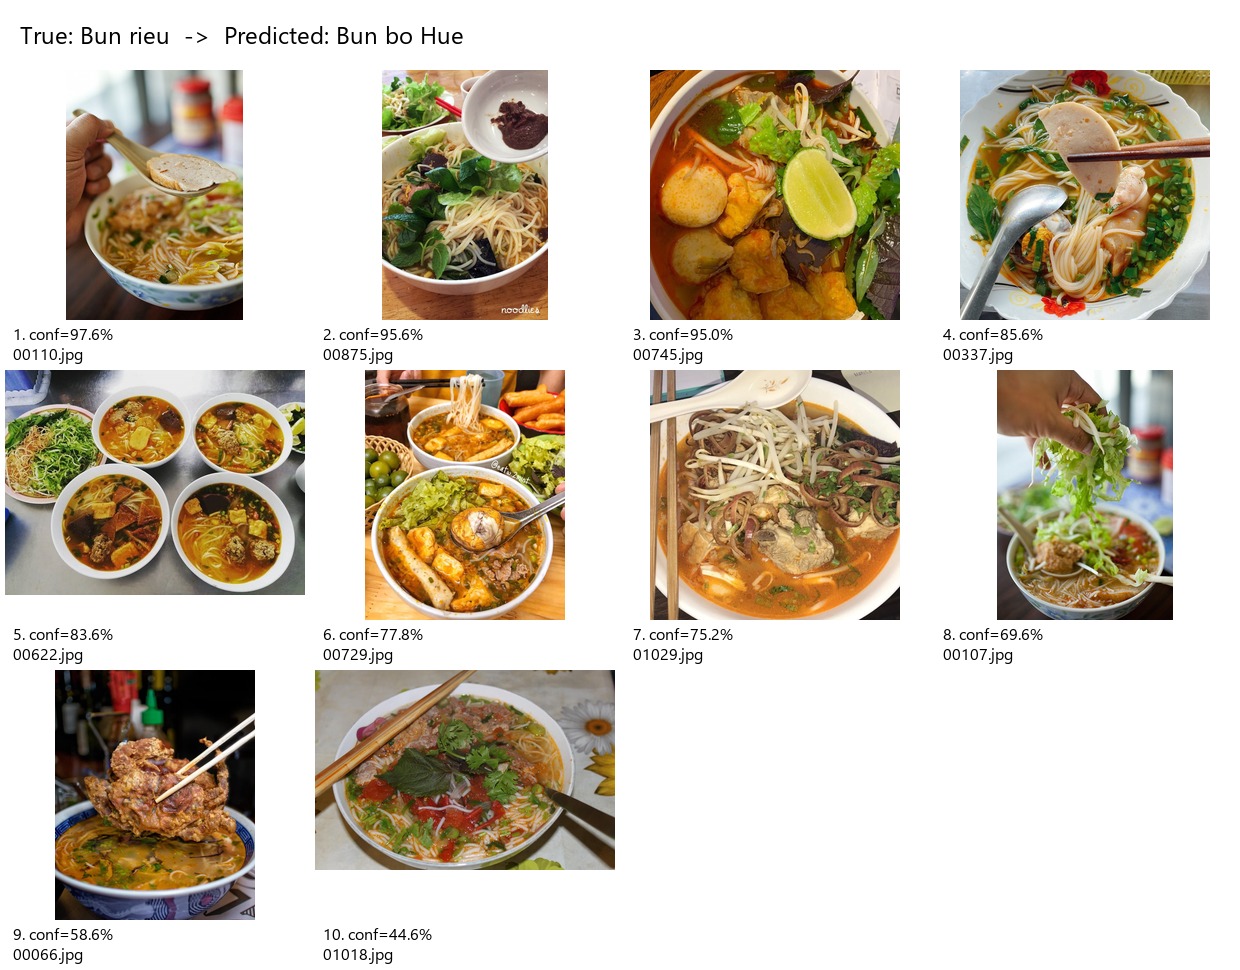 True: Bun rieu -> Predicted: Bun bo Hue
noodlies
1. conf=97.6%
00110.jpg
2. conf=95.6%
00875.jpg
3. conf=95.0%
00745.jpg
4. conf=85.6%
00337.jpg
5. conf=83.6%
00622.jpg
6. conf=77.8%
00729.jpg
7. conf=75.2%
01029.jpg
8. conf=69.6%
00107.jpg
9. conf=58.6%
00066.jpg
10. conf=44.6%
01018.jpg